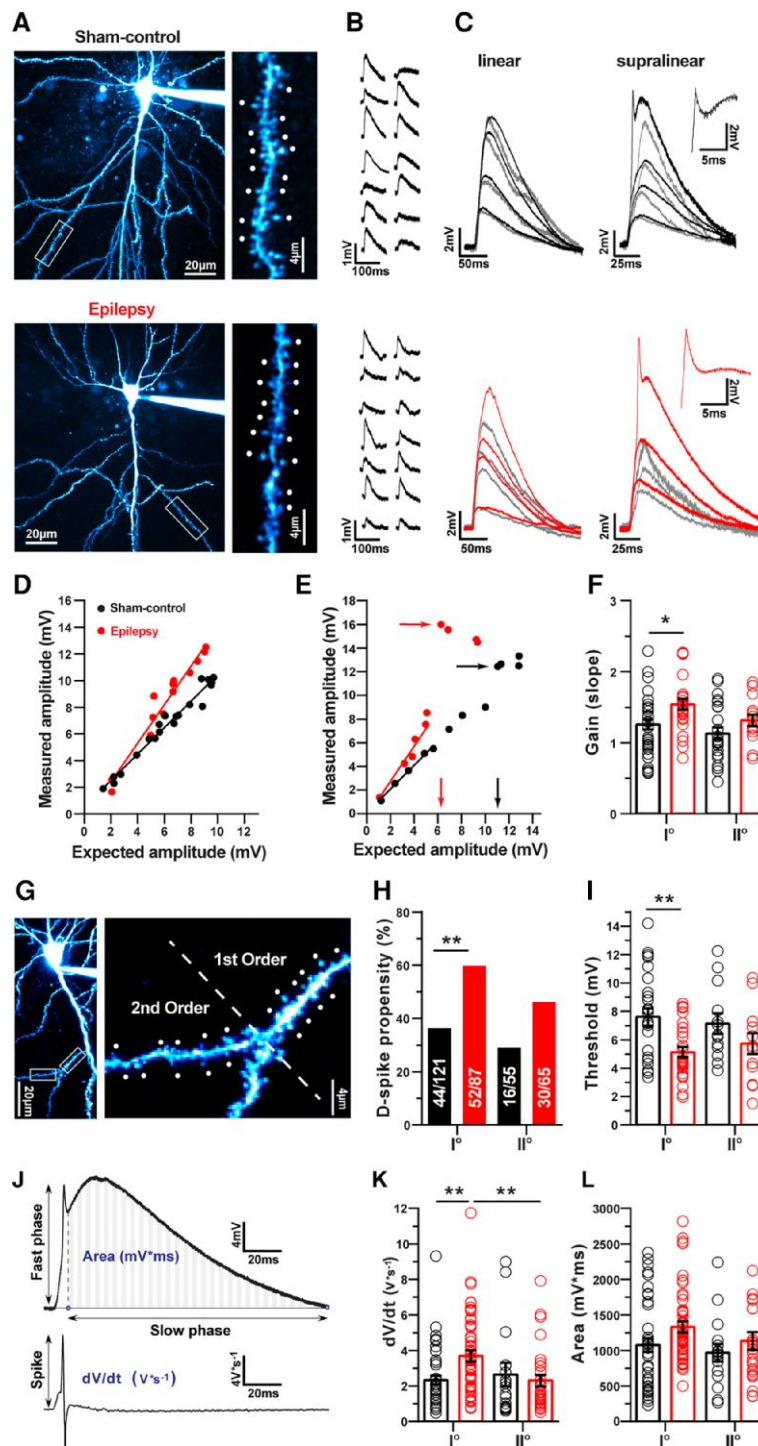 A
Sham-control
20µm
4µm
B
1mV
100ms
C
linear
supralinear
2mV
5ms
2mV
50ms
2mV
25ms
Epilepsy
20µm
4µm
1mV
100ms
2mV
5ms
2mV
50ms
2mV
25ms
D
Measured amplitude (mV)
16
14
12
10
8
6
4
2
0
Sham-control
Epilepsy
0 2 4 6 8 10 12
Expected amplitude (mV)
E
Measured amplitude (mV)
18
16
14
12
10
8
6
4
2
0
0 2 4 6 8 10 12 14
Expected amplitude (mV)
F
Gain (slope)
3
2
1
0
*
I° II°
G
20µm
1st Order
2nd Order
4µm
H
D-spike propensity (%)
80
60
40
20
0
**
44/121
52/87
16/55
30/65
I° II°
I
Threshold (mV)
14
12
10
8
6
4
2
0
**
I° II°
J
Fast phase
Area (mV*ms)
4mV
20ms
Slow phase
Spike
dV/dt (V*s⁻¹)
4V*s⁻¹
20ms
K
dV/dt (V*s⁻¹)
12
10
8
6
4
2
0
** **
I° II°
L
Area (mV*ms)
3000
2500
2000
1500
1000
500
0
I° II°